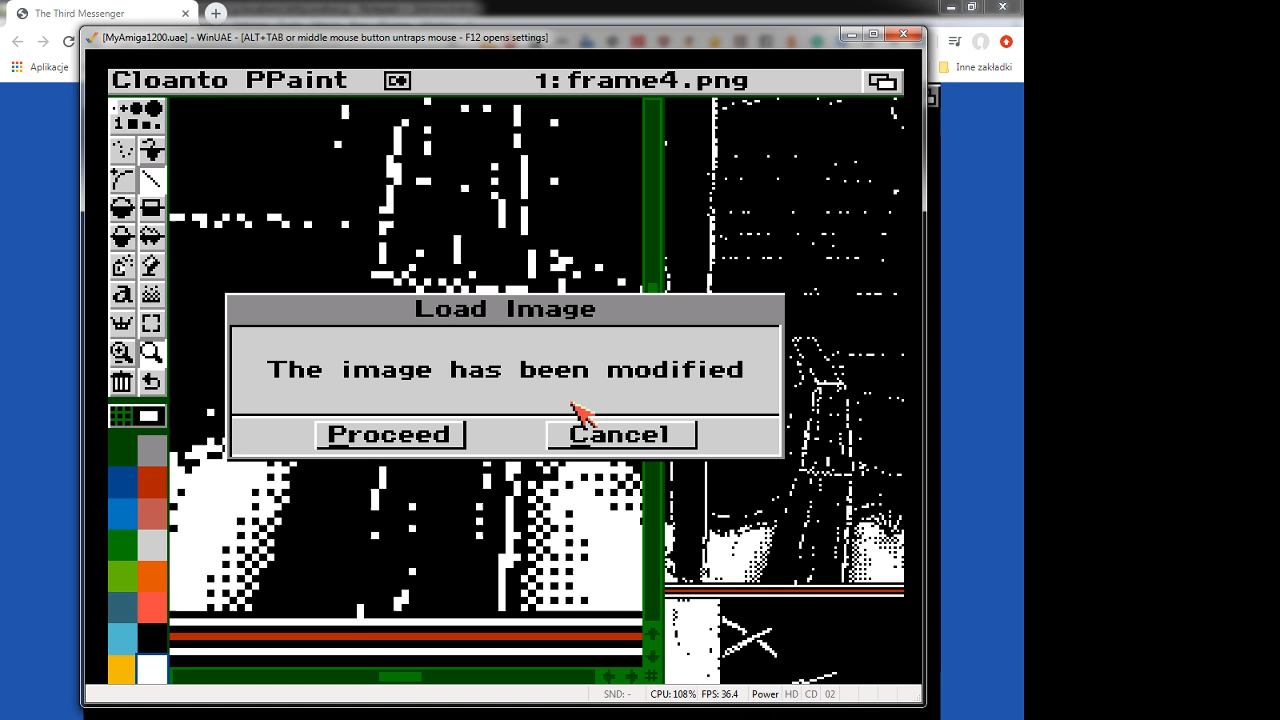 The Third Messenger
[MyAmiga1200.uae] - WinUAE - [ALT+TAB or middle mouse button untraps mouse - F12 opens settings]
Aplikacje
Inne zakładki
Cloanto PPaint
1:frame4.png
Load Image
The image has been modified
Proceed
Cancel
SND: -
CPU: 108%
FPS: 36.4
Power
HD
CD
02